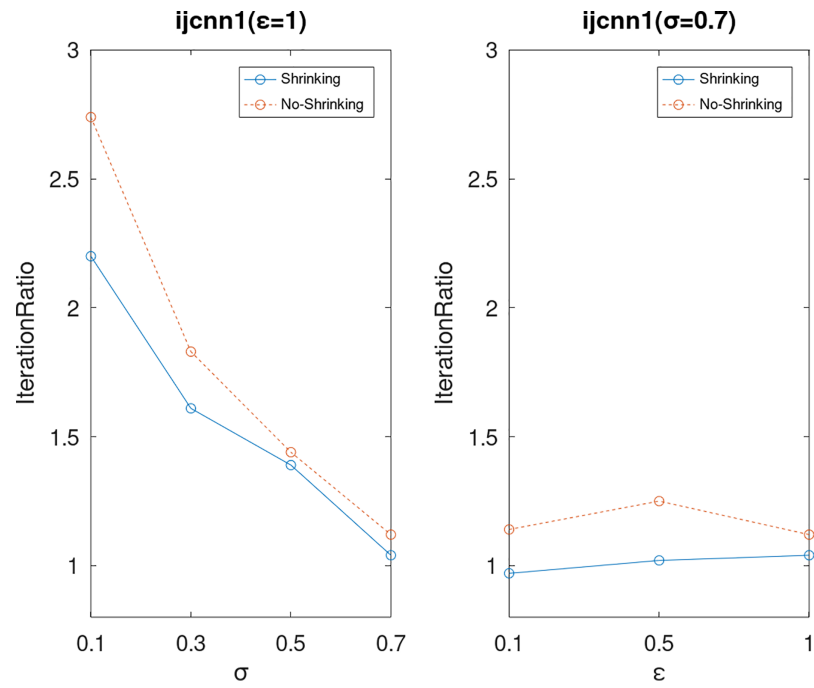 ijcnn1(ε=1)
3
2.5
2
1.5
1
IterationRatio
Shrinking
No-Shrinking
0.1 0.3 0.5 0.7
σ
ijcnn1(σ=0.7)
3
2.5
2
1.5
1
IterationRatio
Shrinking
No-Shrinking
0.1 0.5 1
ε